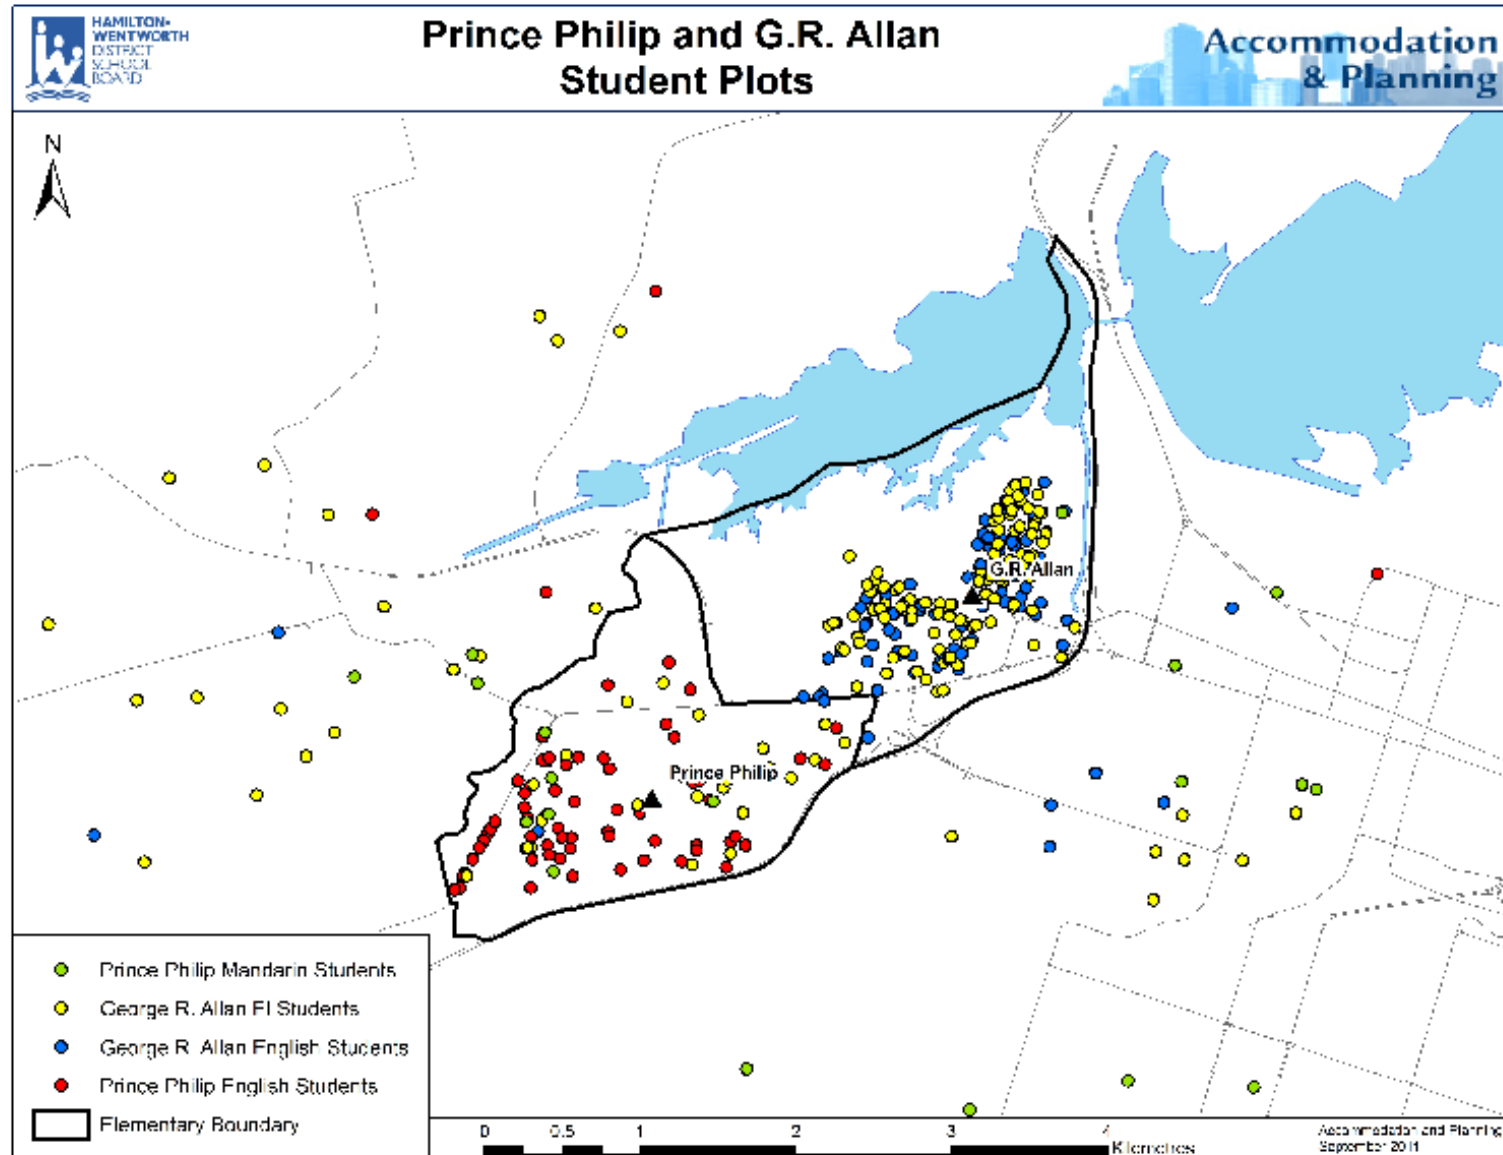 HAMILTON-
WENTWORTH
DISTRICT
SCHOOL
BOARD
Prince Philip and G.R. Allan
Student Plots
Accommodation
& Planning
N
G.R. Allan
Prince Philip
Prince Philip Mandarin Students
George R. Allan FI Students
George R. Allan English Students
Prince Philip English Students
Elementary Boundary
0 0.5 1 2 3 4
Kilometres
Accommodation and Planning
September 2011